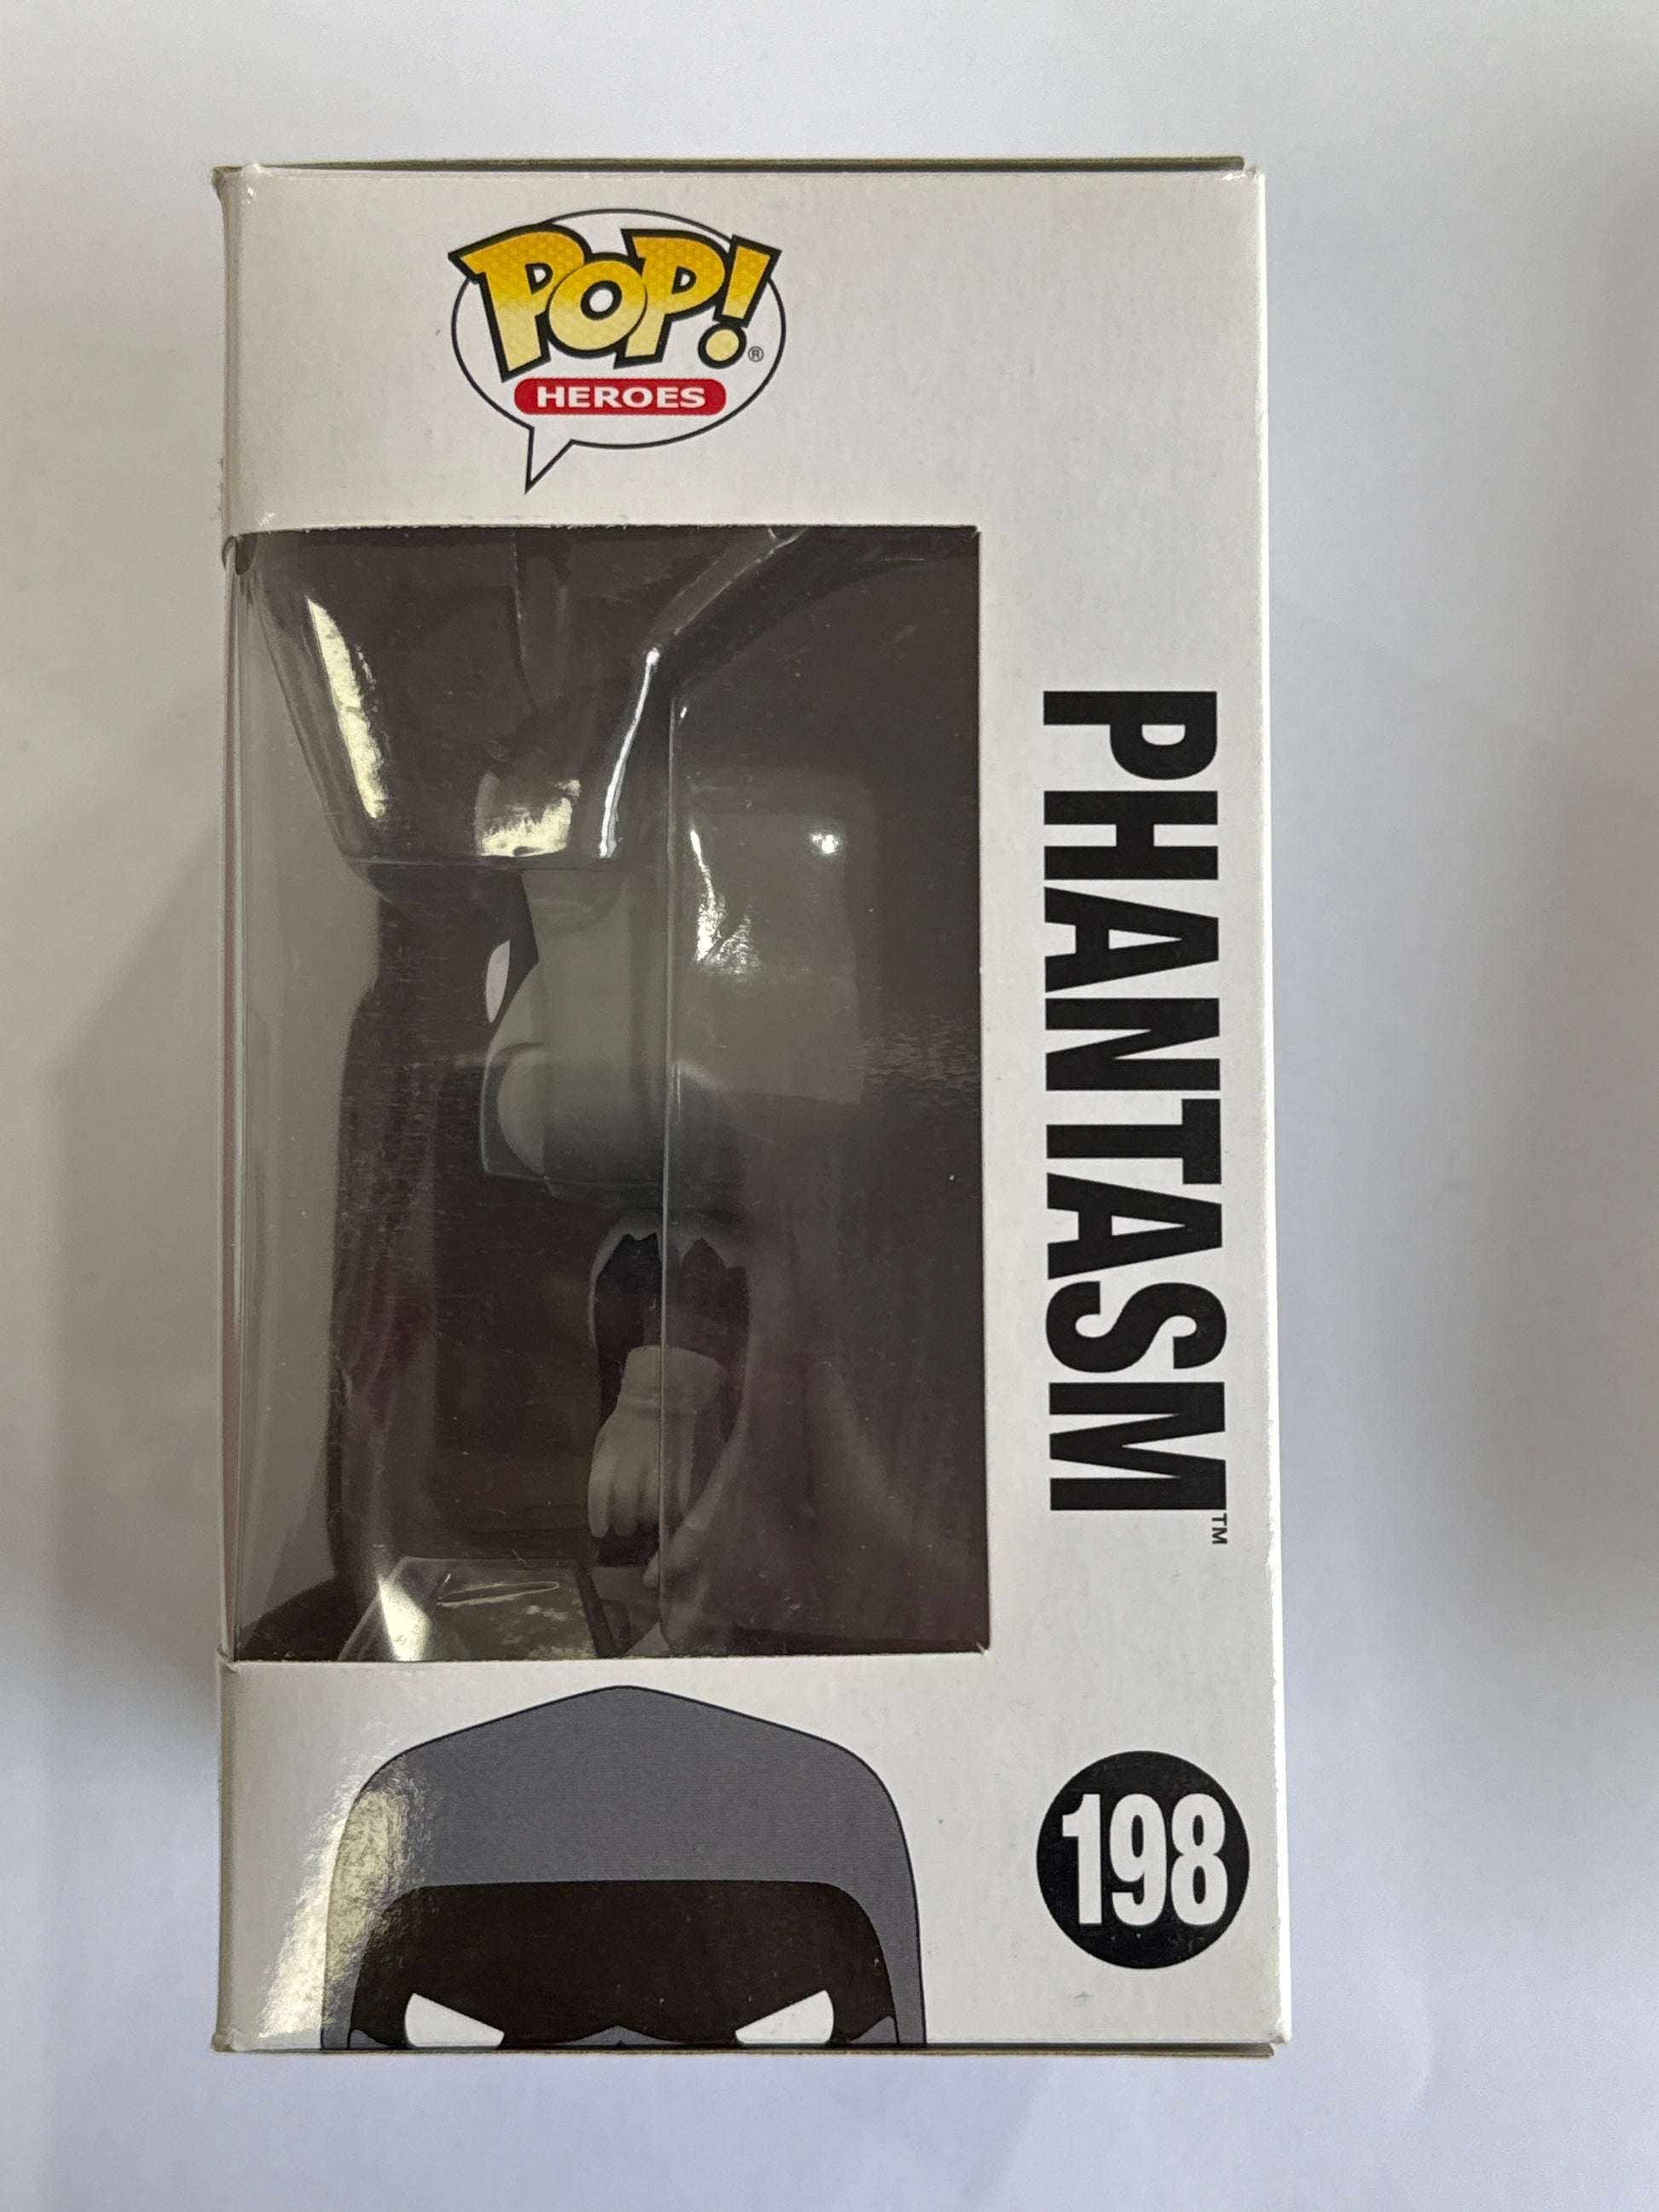 POP!®
HEROES
PHANTASM™
198